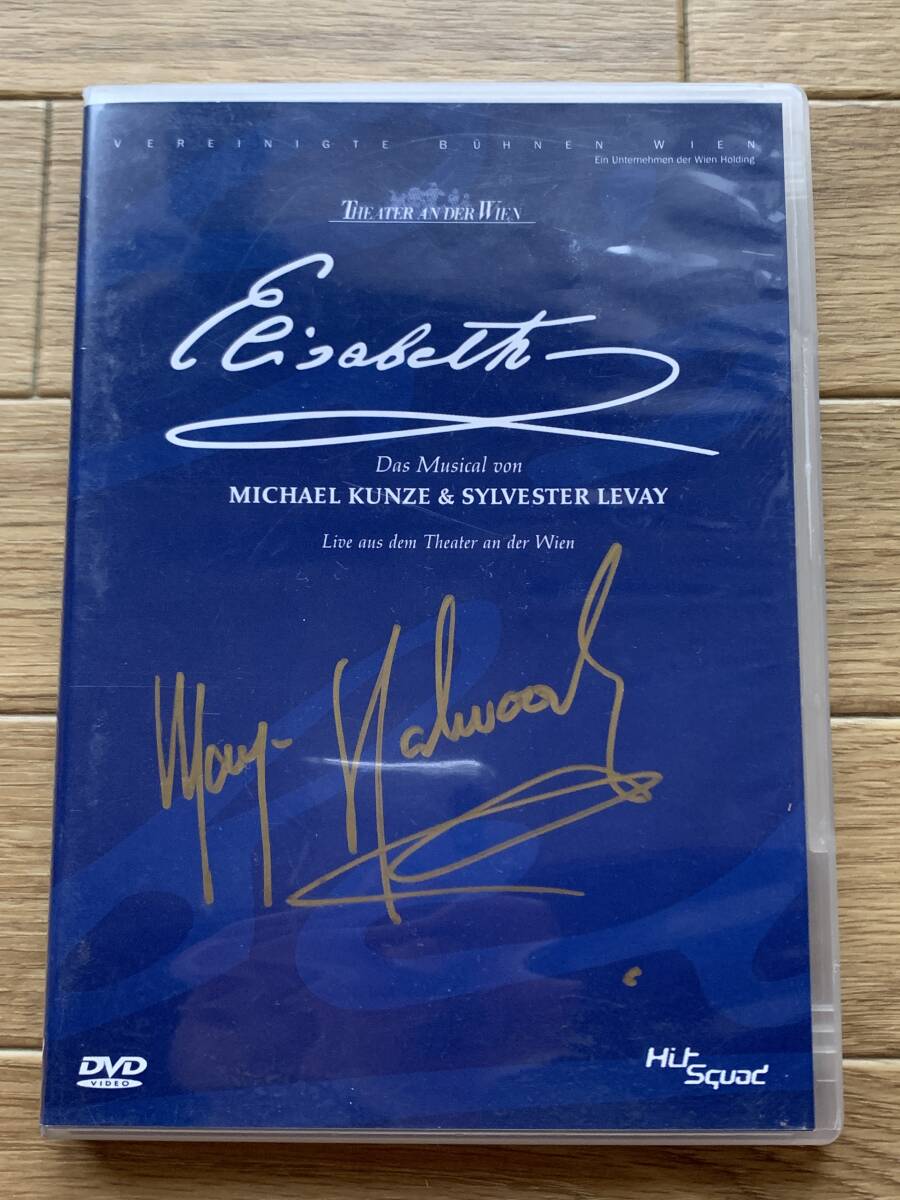 VEREINIGTE BÜHNEN WIEN
Ein Unternehmen der Wien Holding
THEATER AN DER WIEN
Elisabeth
Das Musical von
MICHAEL KUNZE & SYLVESTER LEVAY
Live aus dem Theater an der Wien
DVD
VIDEO
Hit
Squad